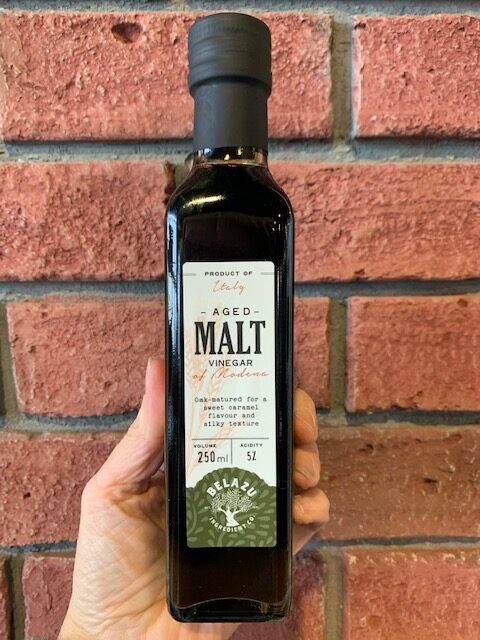 PRODUCT OF
Italy
- AGED -
MALT
VINEGAR
of Modena
Oak-matured for a
sweet caramel
flavour and
silky texture
VOLUME
250ml
ACIDITY
5%
BELAZU
INGREDIENT CO.